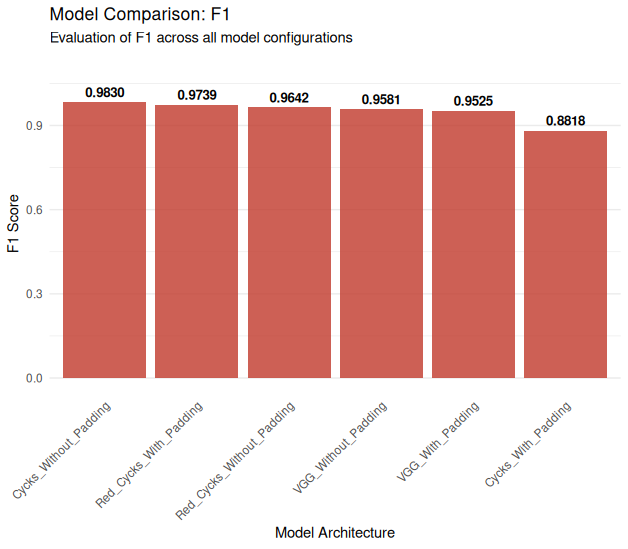 Model Comparison: F1
Evaluation of F1 across all model configurations
0.9830
0.9739
0.9642
0.9581
0.9525
0.8818
0.9
0.6
0.3
0.0
F1 Score
Cycks_Without_Padding
Red_Cycks_With_Padding
Red_Cycks_Without_Padding
VGG_Without_Padding
VGG_With_Padding
Cycks_With_Padding
Model Architecture